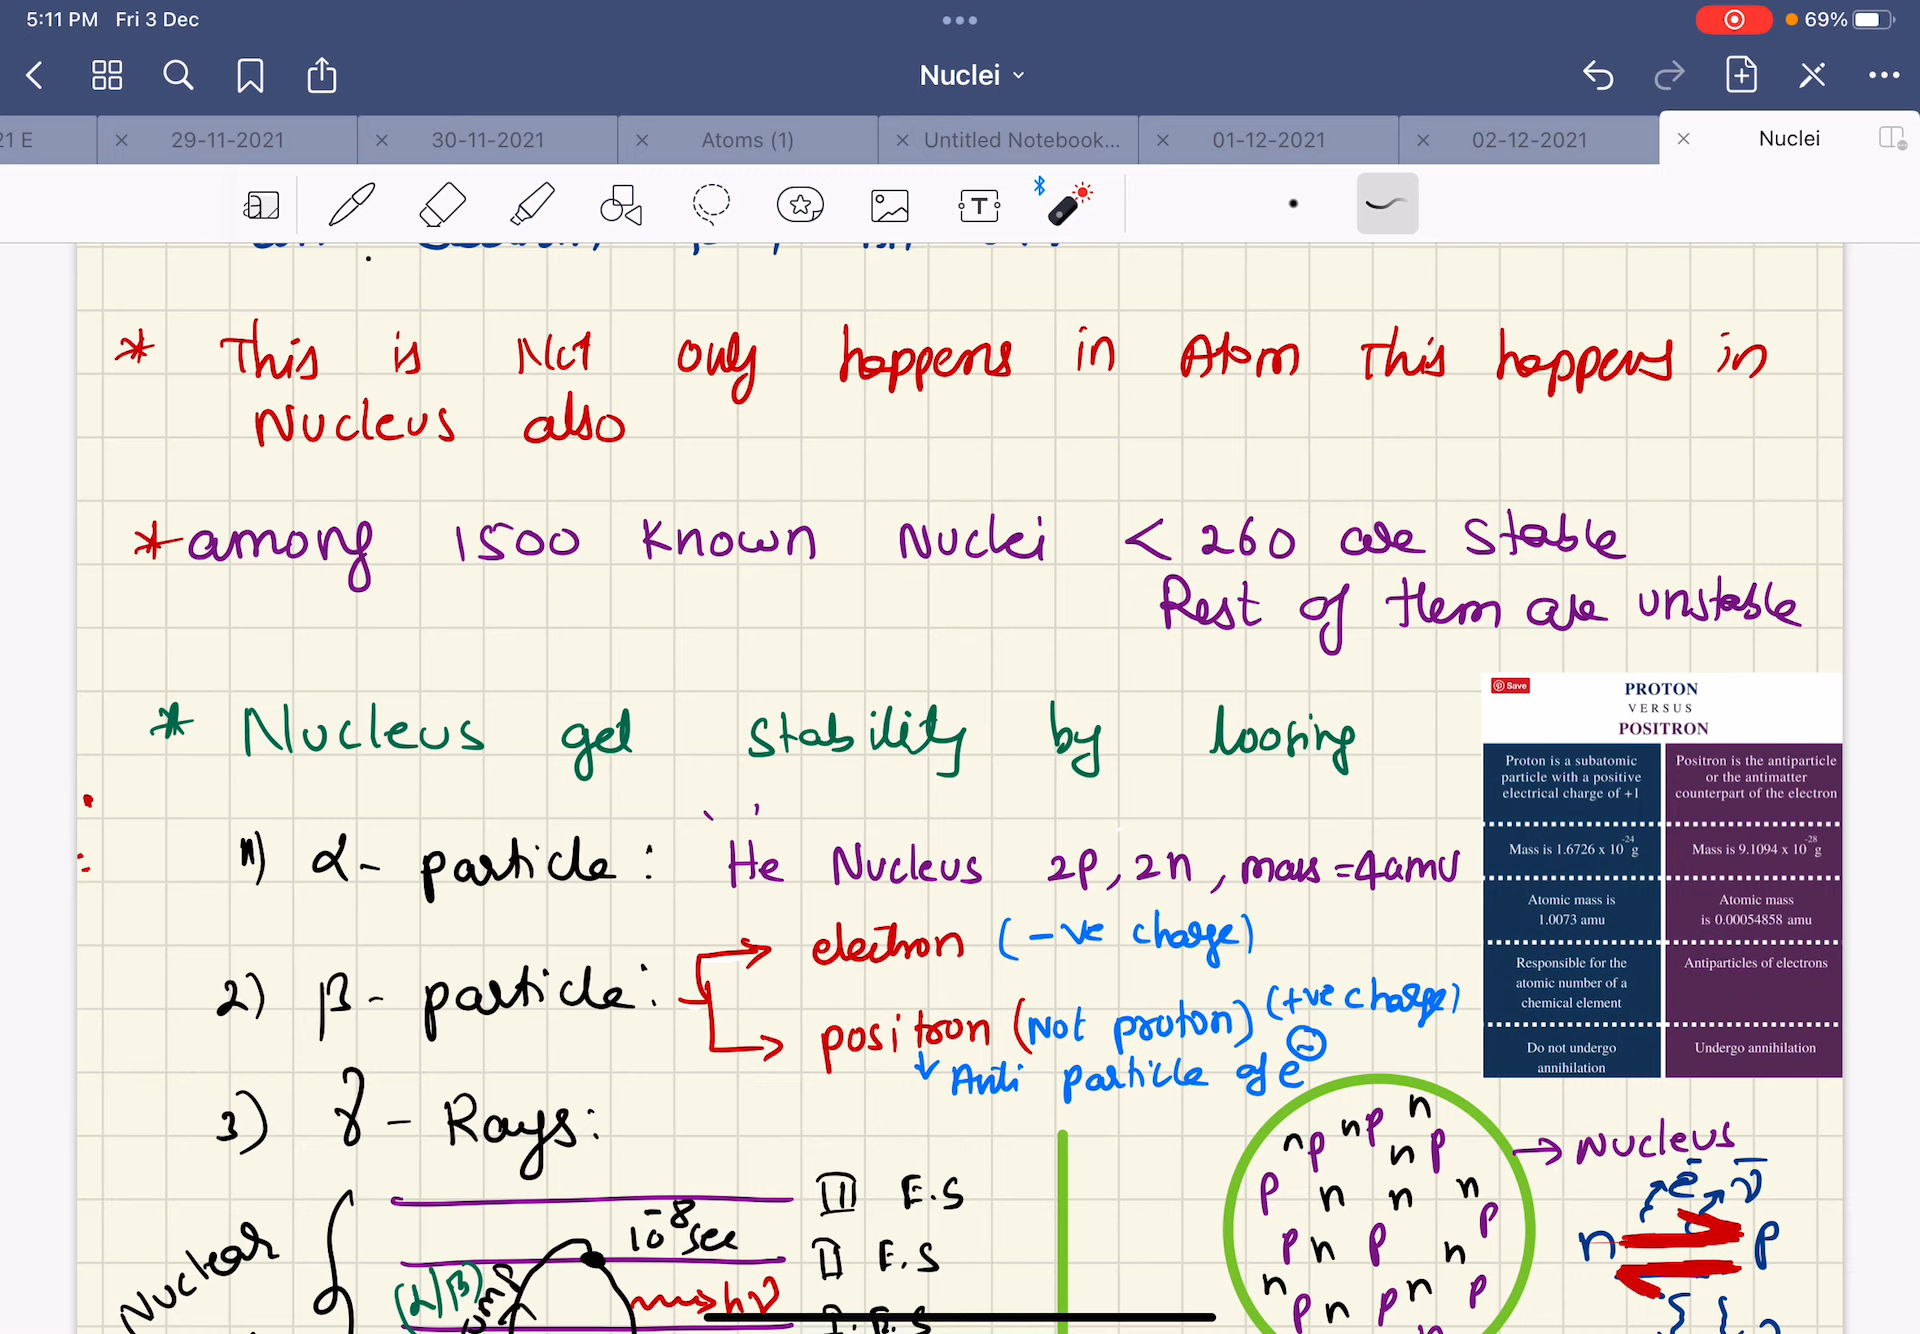 5:11 PM Fri 3 Dec
69%
Nuclei
21 E
29-11-2021
30-11-2021
Atoms (1)
Untitled Notebook...
01-12-2021
02-12-2021
Nuclei
* This is Not only happens in Atom This happens in
Nucleus also
* among 1500 Known Nuclei < 260 are stable
Rest of them are unstable
* Nucleus get stability by loosing
1) α- particle: He Nucleus 2p, 2n, mass = 4amu
electron (-ve charge)
2) β- particle:
positron (Not proton) (+ve charge)
↓ Anti particle of e⊖
3) γ- Rays:
Save
PROTON
VERSUS
POSITRON
Proton is a subatomic
particle with a positive
electrical charge of +1
Positron is the antiparticle
or the antimatter
counterpart of the electron
Mass is 1.6726 x 10⁻²⁴ g
Mass is 9.1094 x 10⁻²⁸ g
Atomic mass is
1.0073 amu
Atomic mass
is 0.00054858 amu
Responsible for the
atomic number of a
chemical element
Antiparticles of electrons
Do not undergo
annihilation
Undergo annihilation
III E.S
10⁻⁸ sec
II E.S
Nuclear
(α/β)
→ hν
I E.S
→ Nucleus
n p n p n
n p
p n n n
p
p n p n
n
p n p n p
e⁻ ν̄
n p